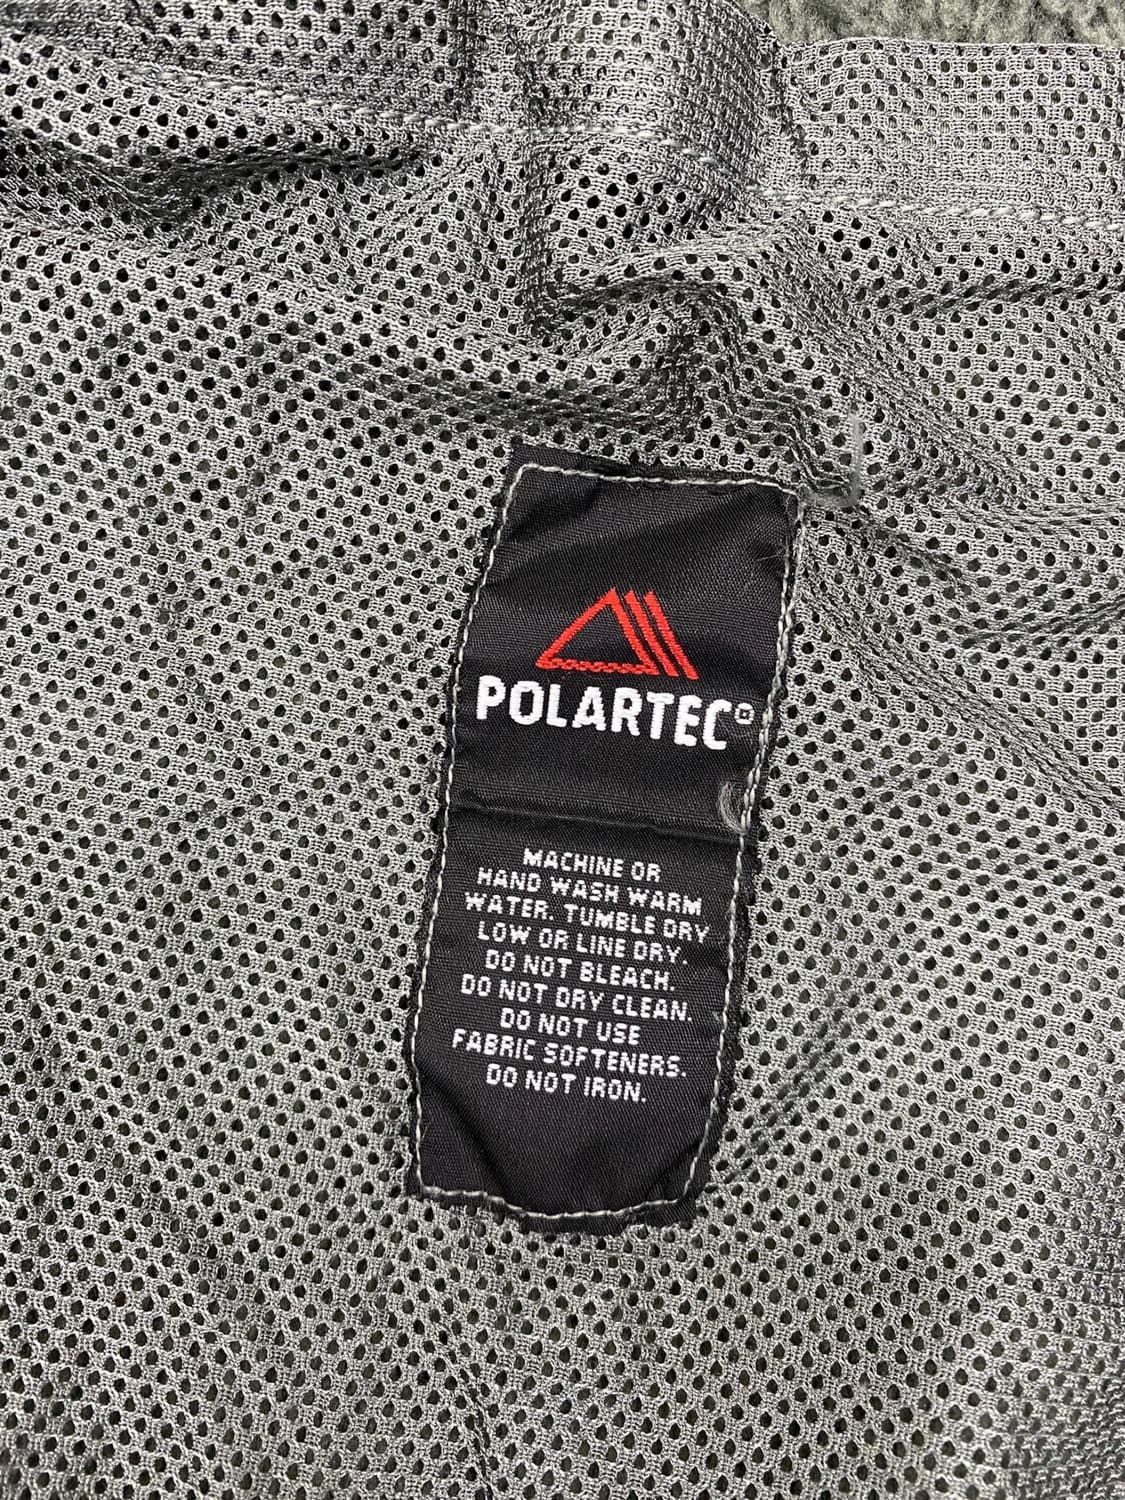 POLARTEC®
MACHINE OR
HAND WASH WARM
WATER. TUMBLE DRY
LOW OR LINE DRY.
DO NOT BLEACH.
DO NOT DRY CLEAN.
DO NOT USE
FABRIC SOFTENERS.
DO NOT IRON.